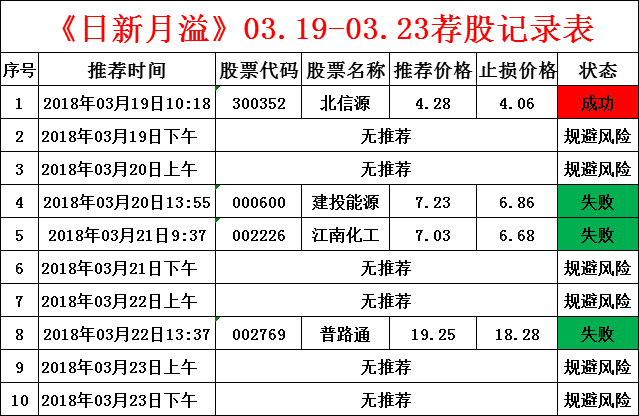 《日新月溢》03.19-03.23荐股记录表
序号 推荐时间 股票代码 股票名称 推荐价格 止损价格 状态
1 2018年03月19日10:18 300352 北信源 4.28 4.06 成功
2 2018年03月19日下午 无推荐 规避风险
3 2018年03月20日上午 无推荐 规避风险
4 2018年03月20日13:55 000600 建投能源 7.23 6.86 失败
5 2018年03月21日9:37 002226 江南化工 7.03 6.68 失败
6 2018年03月21日下午 无推荐 规避风险
7 2018年03月22日上午 无推荐 规避风险
8 2018年03月22日13:37 002769 普路通 19.25 18.28 失败
9 2018年03月23日上午 无推荐 规避风险
10 2018年03月23日下午 无推荐 规避风险